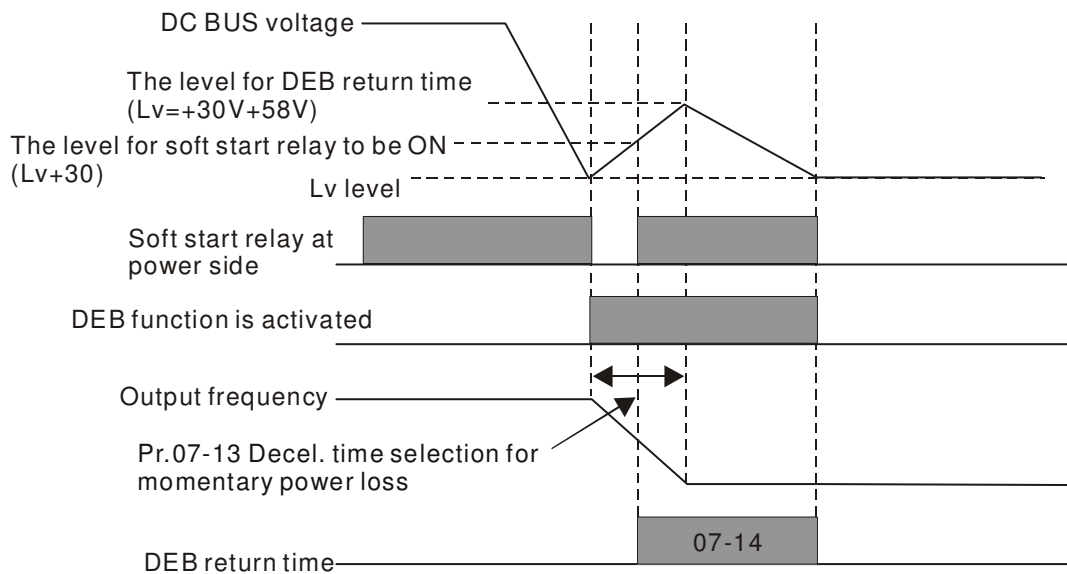 DC BUS voltage
The level for DEB return time
(Lv=+30V+58V)
The level for soft start relay to be ON
(Lv+30)
Lv level
Soft start relay at
power side
DEB function is activated
Output frequency
Pr.07-13 Decel. time selection for
momentary power loss
07-14
DEB return time